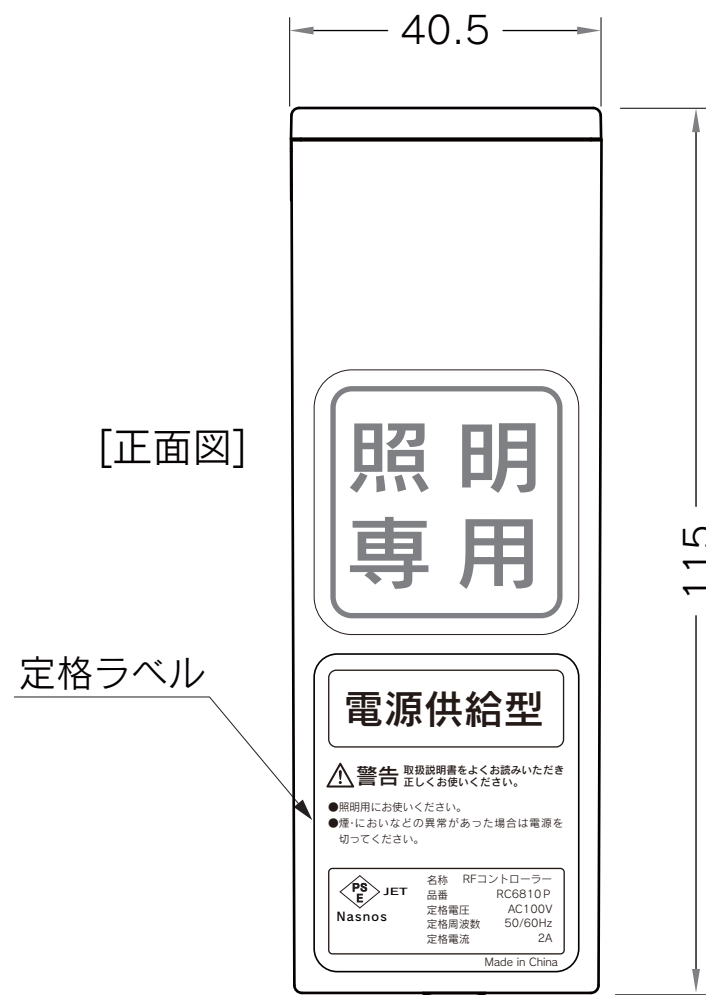 40.5
115
[正面図]
照明
専用
定格ラベル
電源供給型
警告 取扱説明書をよくお読みいただき
正しくお使いください。
●照明用にお使いください。
●煙・においなどの異常があった場合は電源を
切ってください。
PS
E
JET
Nasnos
名称 RFコントローラー
品番 RC6810P
定格電圧 AC100V
定格周波数 50/60Hz
定格電流 2A
Made in China